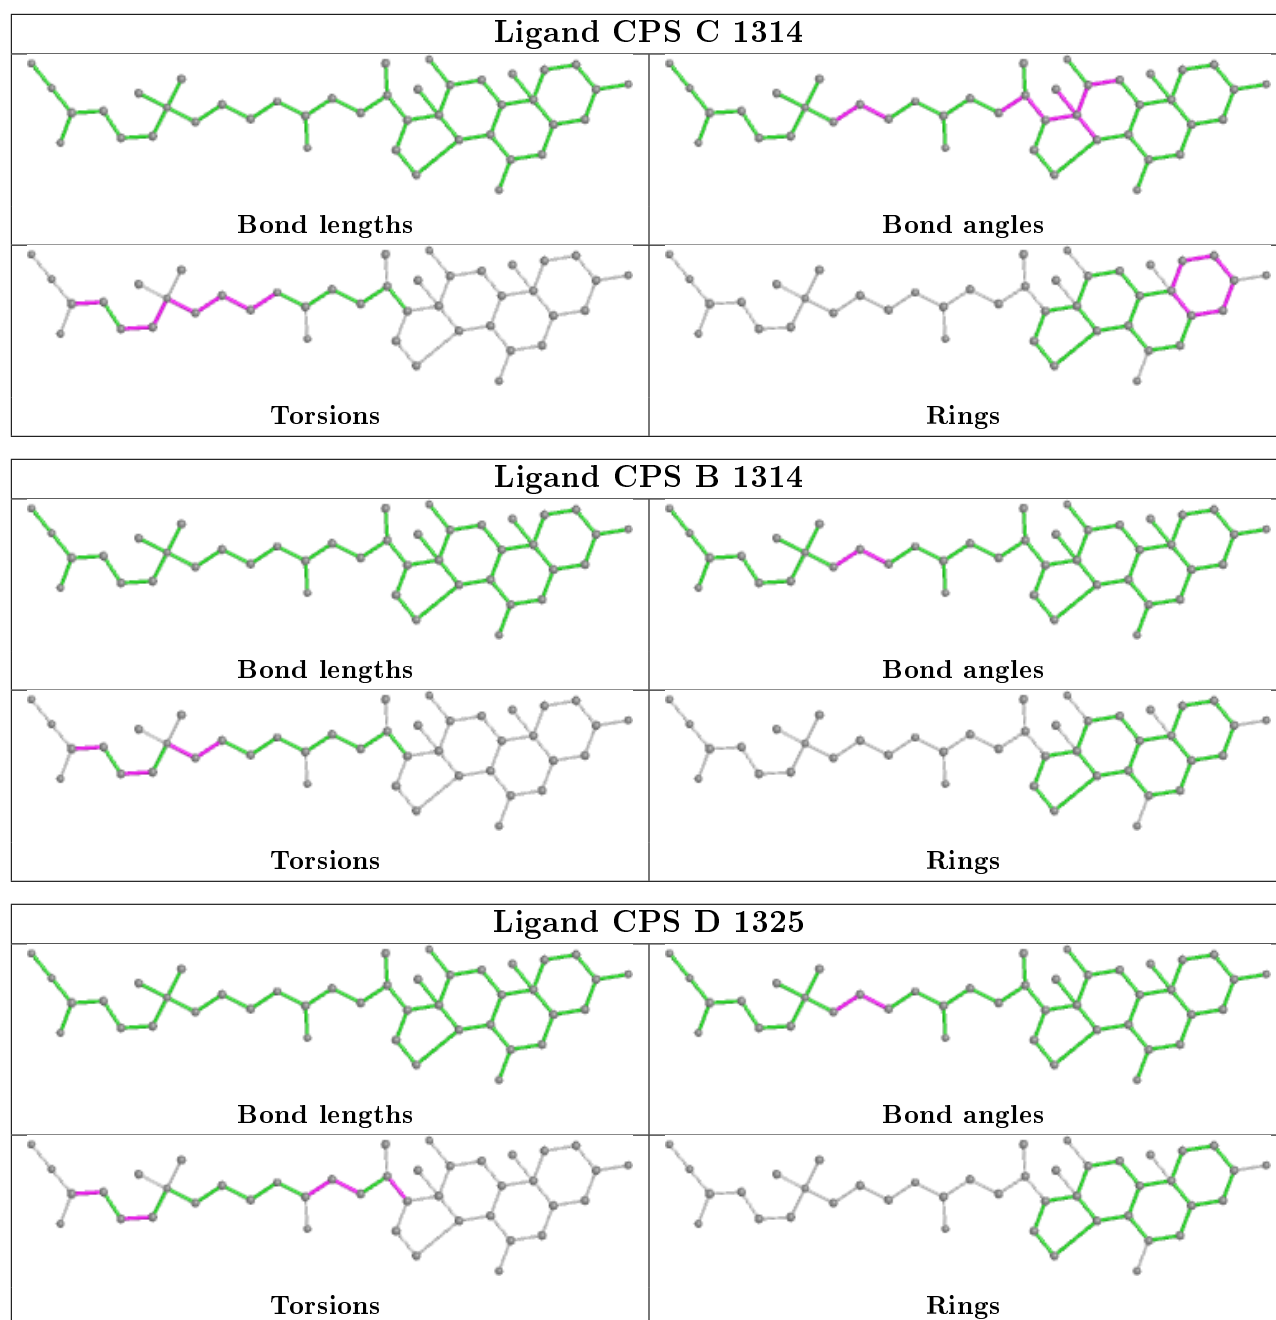 Ligand CPS C 1314
Bond lengths
Bond angles
Torsions
Rings
Ligand CPS B 1314
Bond lengths
Bond angles
Torsions
Rings
Ligand CPS D 1325
Bond lengths
Bond angles
Torsions
Rings